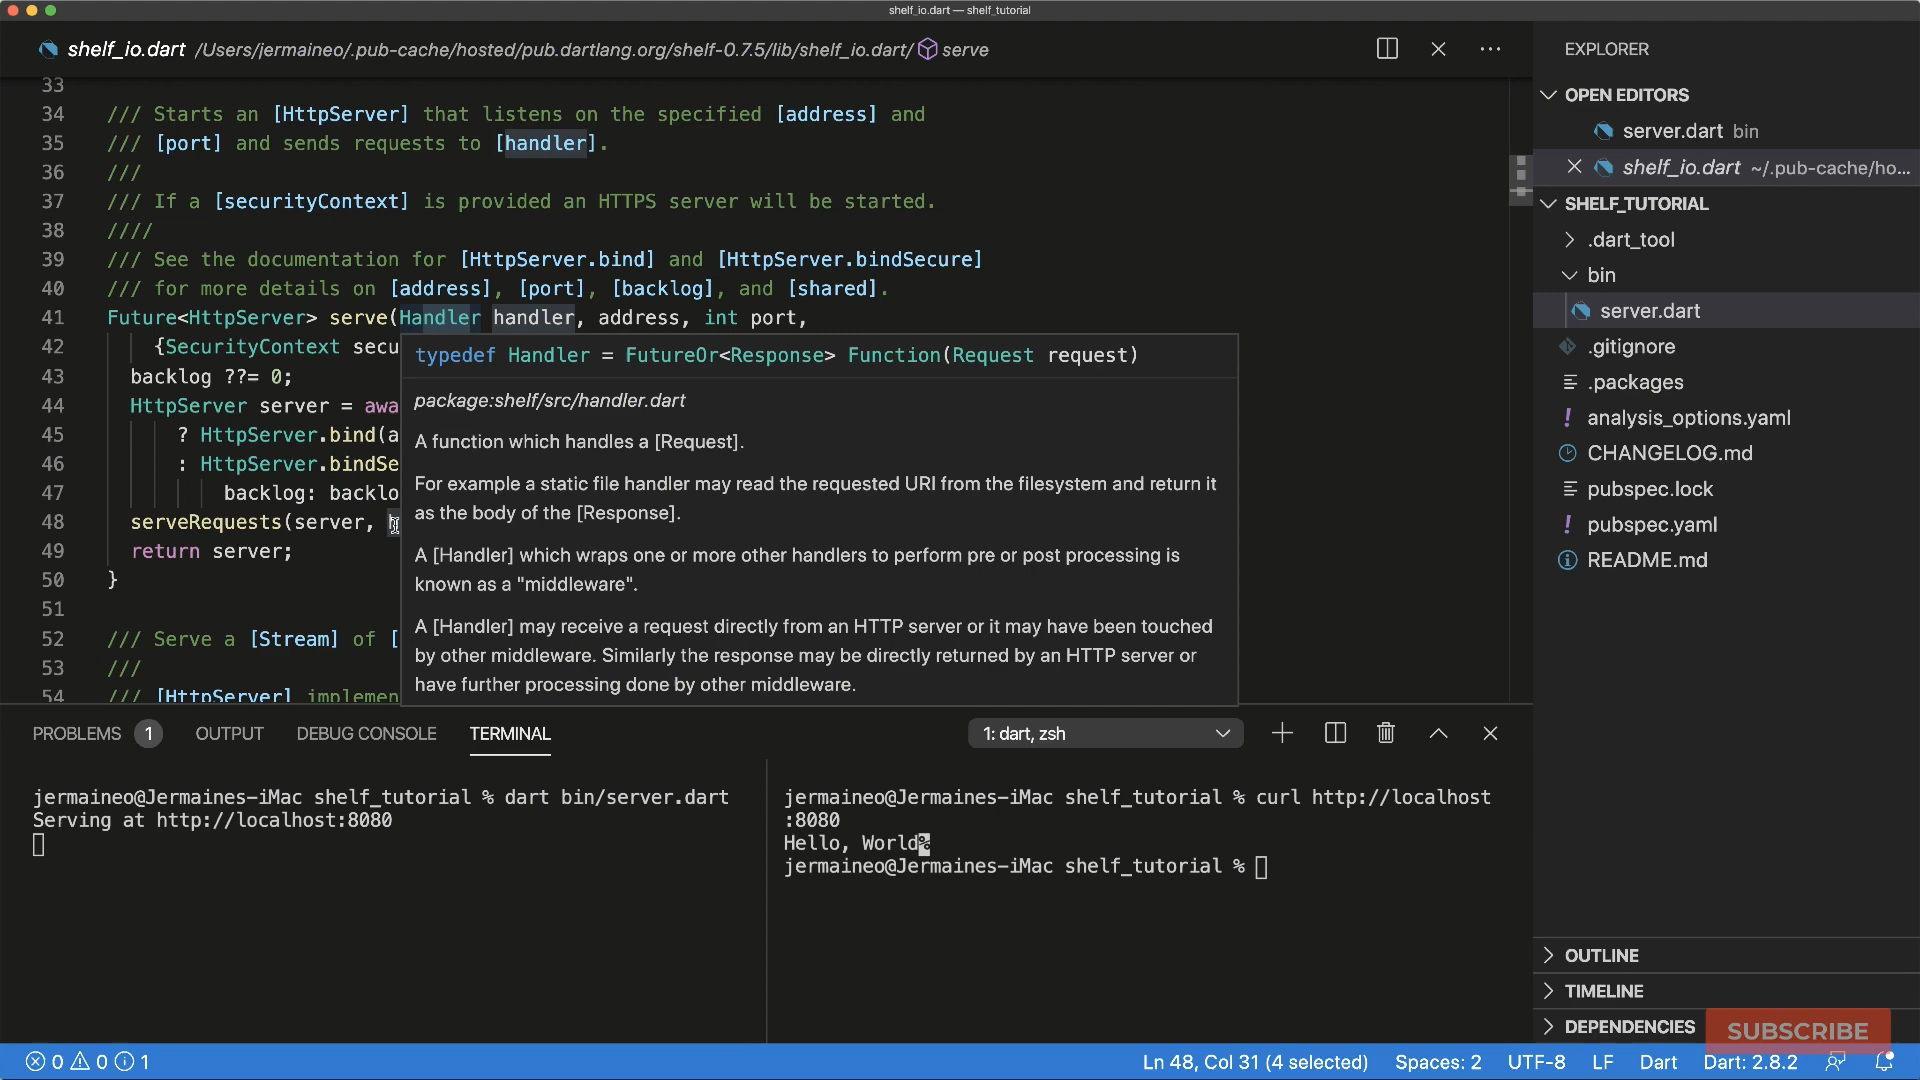 shelf_io.dart — shelf_tutorial
shelf_io.dart /Users/jermaineo/.pub-cache/hosted/pub.dartlang.org/shelf-0.7.5/lib/shelf_io.dart/ serve
33
34 /// Starts an [HttpServer] that listens on the specified [address] and
35 /// [port] and sends requests to [handler].
36 ///
37 /// If a [securityContext] is provided an HTTPS server will be started.
38 ////
39 /// See the documentation for [HttpServer.bind] and [HttpServer.bindSecure]
40 /// for more details on [address], [port], [backlog], and [shared].
41 Future<HttpServer> serve(Handler handler, address, int port,
42 {SecurityContext secu
43 backlog ??= 0;
44 HttpServer server = awa
45 ? HttpServer.bind(a
46 : HttpServer.bindSe
47 backlog: backlo
48 serveRequests(server, h
49 return server;
50 }
51
52 /// Serve a [Stream] of [
53 ///
54 /// [HttpServer] implemen
typedef Handler = FutureOr<Response> Function(Request request)
package:shelf/src/handler.dart
A function which handles a [Request].
For example a static file handler may read the requested URI from the filesystem and return it
as the body of the [Response].
A [Handler] which wraps one or more other handlers to perform pre or post processing is
known as a "middleware".
A [Handler] may receive a request directly from an HTTP server or it may have been touched
by other middleware. Similarly the response may be directly returned by an HTTP server or
have further processing done by other middleware.
EXPLORER
OPEN EDITORS
server.dart bin
shelf_io.dart ~/.pub-cache/ho...
SHELF_TUTORIAL
.dart_tool
bin
server.dart
.gitignore
.packages
analysis_options.yaml
CHANGELOG.md
pubspec.lock
pubspec.yaml
README.md
OUTLINE
TIMELINE
DEPENDENCIES
SUBSCRIBE
PROBLEMS 1 OUTPUT DEBUG CONSOLE TERMINAL 1: dart, zsh
jermaineo@Jermaines-iMac shelf_tutorial % dart bin/server.dart
Serving at http://localhost:8080
jermaineo@Jermaines-iMac shelf_tutorial % curl http://localhost
:8080
Hello, World%
jermaineo@Jermaines-iMac shelf_tutorial %
0 0 1 Ln 48, Col 31 (4 selected) Spaces: 2 UTF-8 LF Dart Dart: 2.8.2